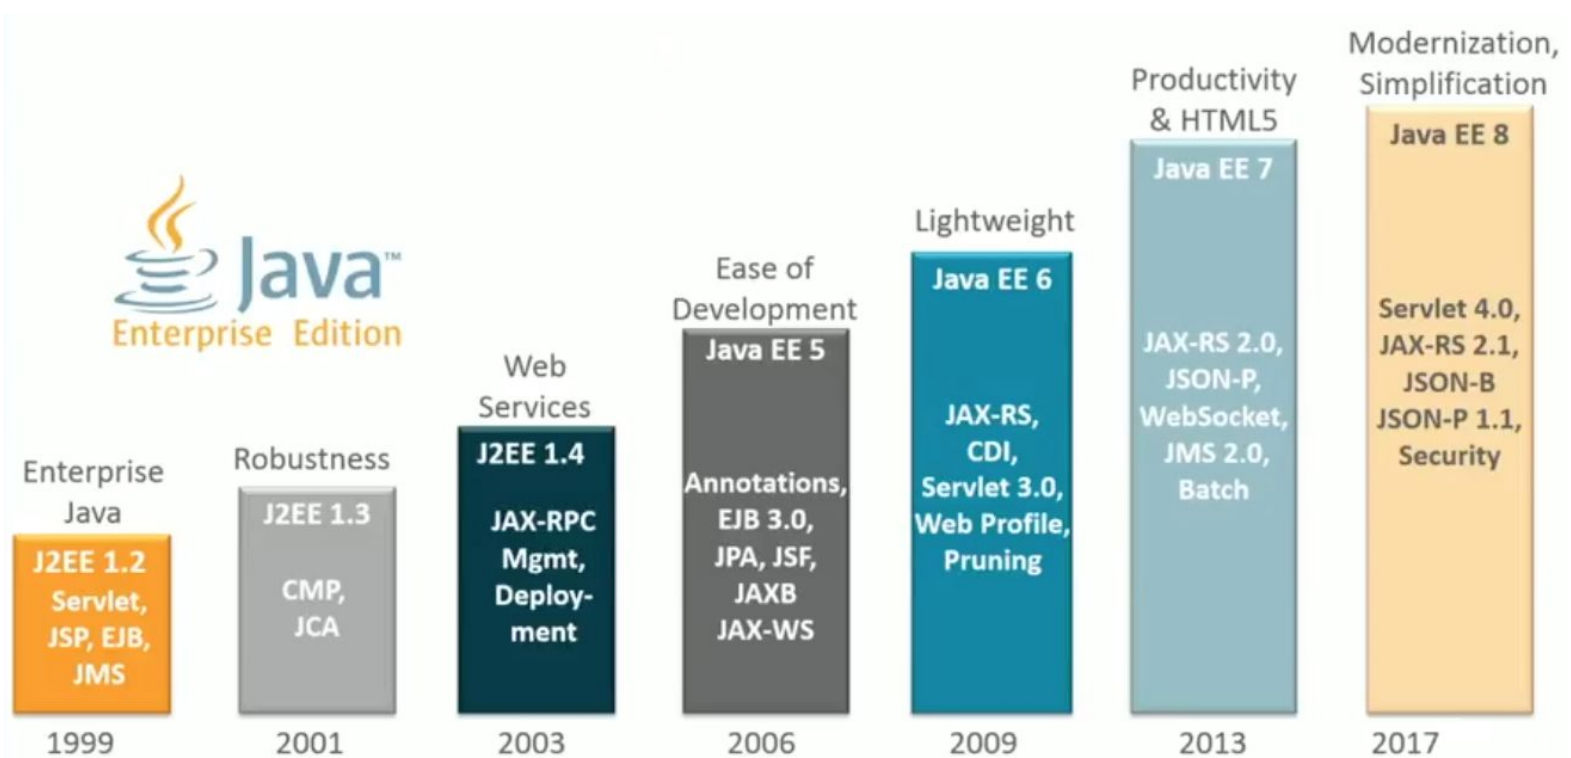 Java™
Enterprise Edition
Enterprise
Java
J2EE 1.2
Servlet,
JSP, EJB,
JMS
1999
Robustness
J2EE 1.3
CMP,
JCA
2001
Web
Services
J2EE 1.4
JAX-RPC
Mgmt,
Deploy-
ment
2003
Ease of
Development
Java EE 5
Annotations,
EJB 3.0,
JPA, JSF,
JAXB
JAX-WS
2006
Lightweight
Java EE 6
JAX-RS,
CDI,
Servlet 3.0,
Web Profile,
Pruning
2009
Productivity
& HTML5
Java EE 7
JAX-RS 2.0,
JSON-P,
WebSocket,
JMS 2.0,
Batch
2013
Modernization,
Simplification
Java EE 8
Servlet 4.0,
JAX-RS 2.1,
JSON-B
JSON-P 1.1,
Security
2017